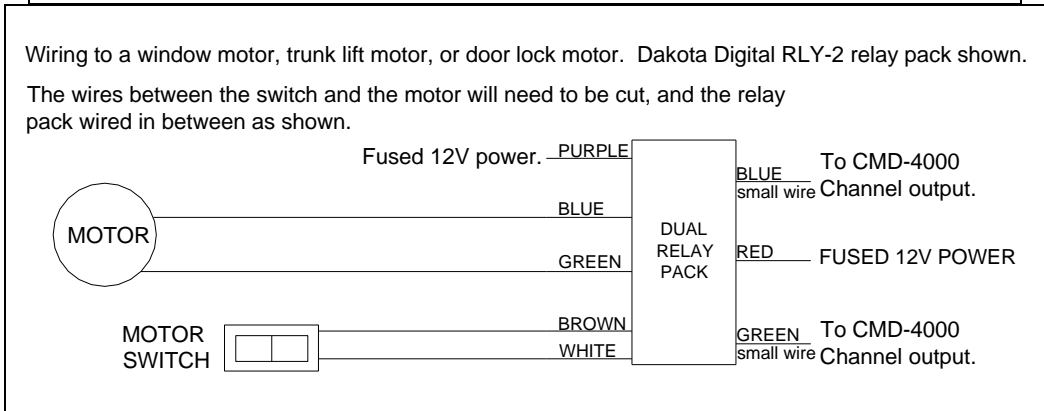 Wiring to a window motor, trunk lift motor, or door lock motor.  Dakota Digital RLY-2 relay pack shown.
The wires between the switch and the motor will need to be cut, and the relay
pack wired in between as shown.
Fused 12V power.
PURPLE
BLUE
small wire
To CMD-4000
Channel output.
MOTOR
BLUE
GREEN
DUAL
RELAY
PACK
RED
FUSED 12V POWER
MOTOR
SWITCH
BROWN
WHITE
GREEN
small wire
To CMD-4000
Channel output.